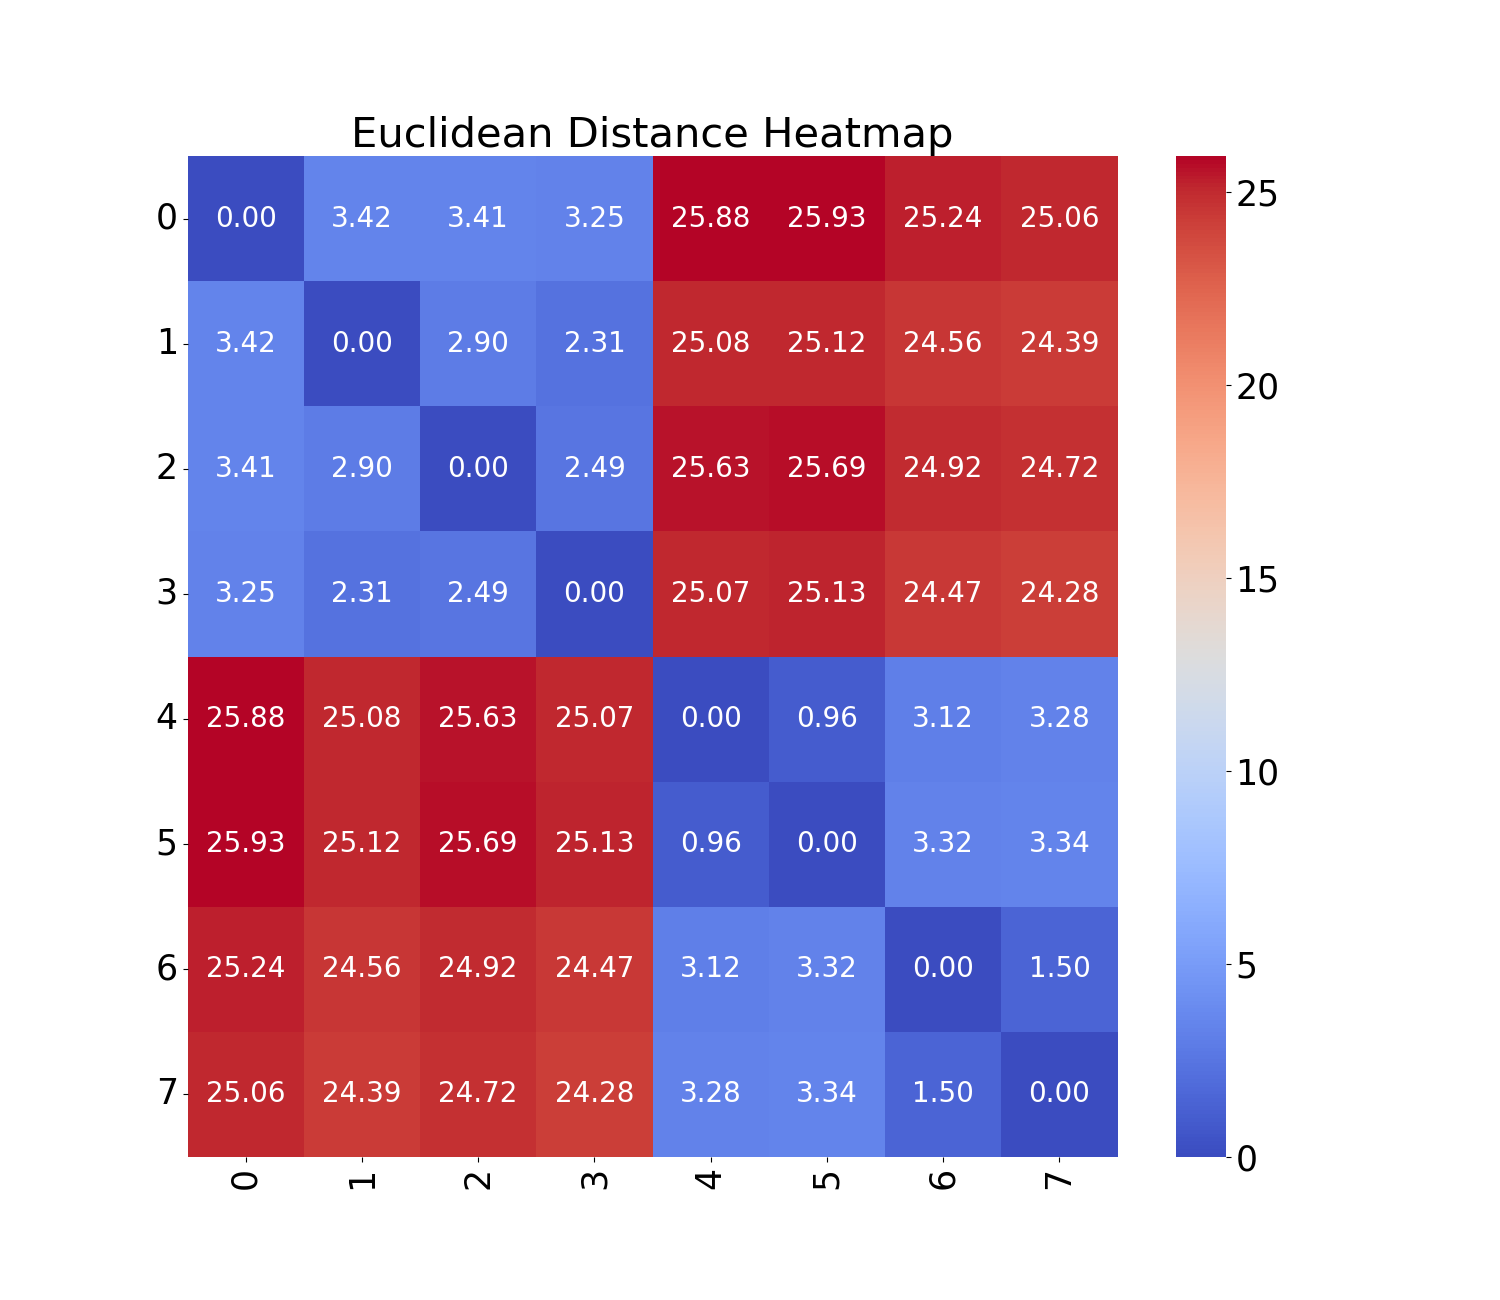 Euclidean Distance Heatmap
0 0.00 3.42 3.41 3.25 25.88 25.93 25.24 25.06
1 3.42 0.00 2.90 2.31 25.08 25.12 24.56 24.39
2 3.41 2.90 0.00 2.49 25.63 25.69 24.92 24.72
3 3.25 2.31 2.49 0.00 25.07 25.13 24.47 24.28
4 25.88 25.08 25.63 25.07 0.00 0.96 3.12 3.28
5 25.93 25.12 25.69 25.13 0.96 0.00 3.32 3.34
6 25.24 24.56 24.92 24.47 3.12 3.32 0.00 1.50
7 25.06 24.39 24.72 24.28 3.28 3.34 1.50 0.00
0 1 2 3 4 5 6 7
25
20
15
10
5
0